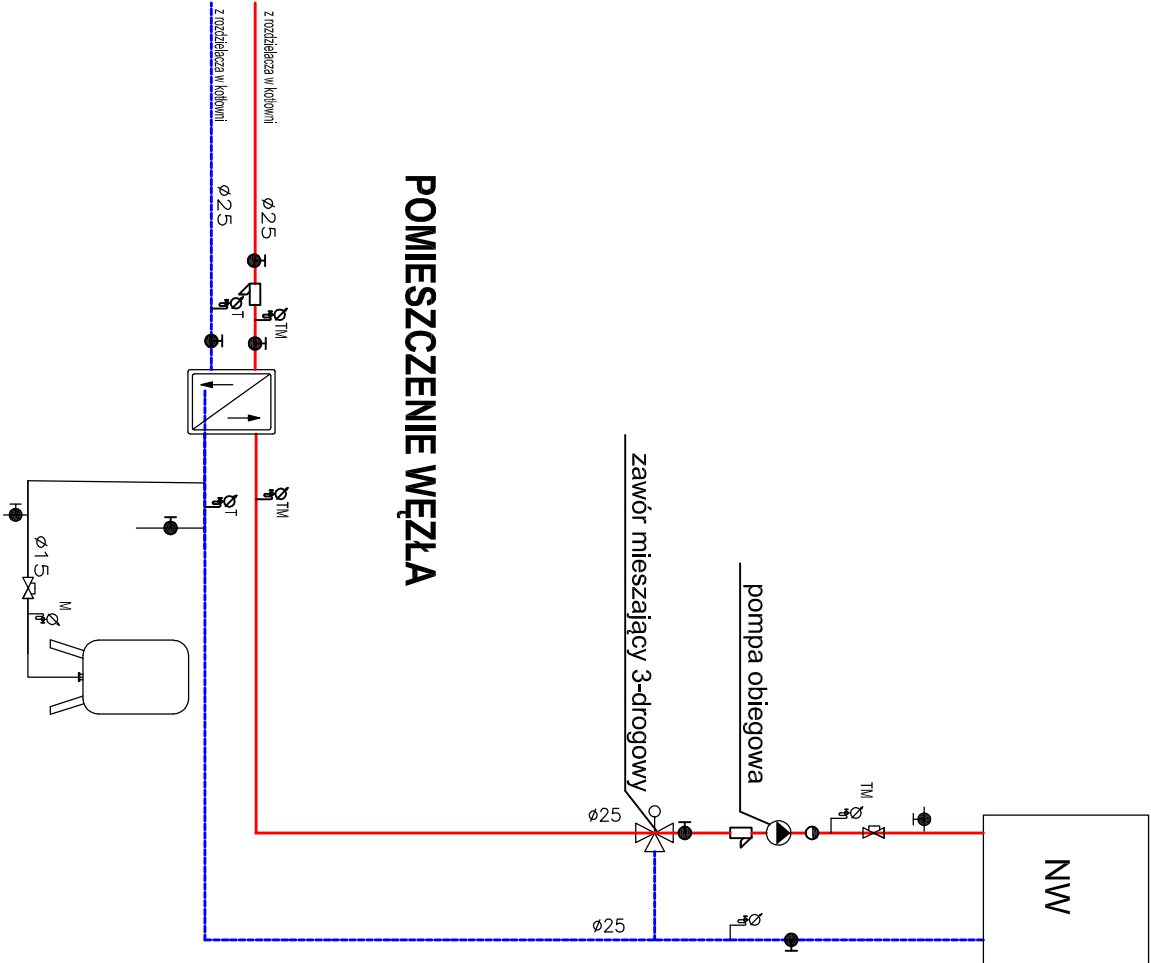 z rozdzielacza w kotłowni
z rozdzielacza w kotłowni
ø25
ø25
POMIESZCZENIE WĘZŁA
T
TM
T
TM
ø15
M
zawór mieszający 3-drogowy
pompa obiegowa
TM
ø25
ø25
NW